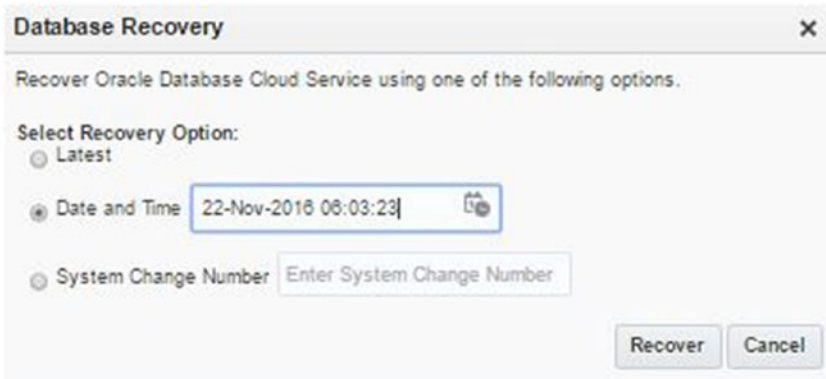 Database Recovery
Recover Oracle Database Cloud Service using one of the following options.
Select Recovery Option:
Latest
Date and Time 22-Nov-2016 06:03:23
System Change Number Enter System Change Number
Recover Cancel